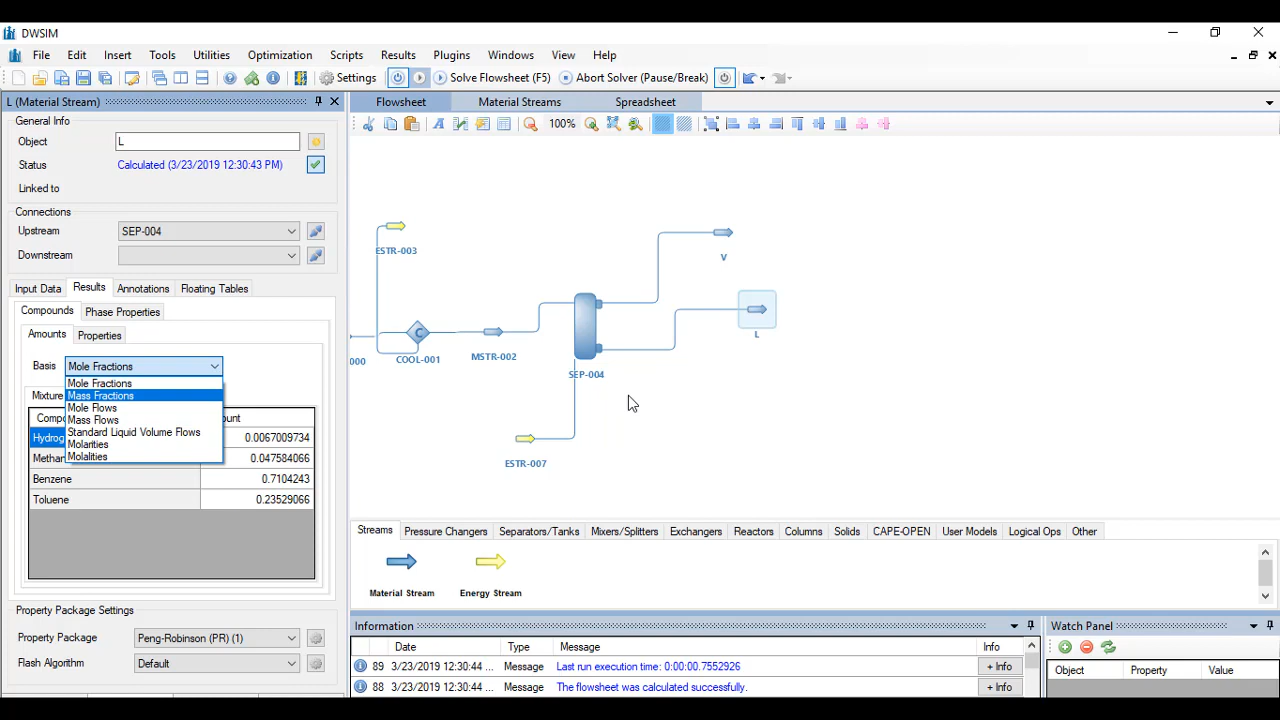 DWSIM
File Edit Insert Tools Utilities Optimization Scripts Results Plugins Windows View Help
Settings Solve Flowsheet (F5) Abort Solver (Pause/Break)
L (Material Stream)
General Info
Object L
Status Calculated (3/23/2019 12:30:43 PM)
Linked to
Connections
Upstream SEP-004
Downstream
Input Data Results Annotations Floating Tables
Compounds Phase Properties
Amounts Properties
Basis Mole Fractions
Mole Fractions
Mass Fractions
Mole Flows
Mass Flows
Standard Liquid Volume Flows
Molarities
Molalities
Mixture
0.0067009734
0.047584066
Benzene 0.7104243
Toluene 0.23529066
Property Package Settings
Property Package Peng-Robinson (PR) (1)
Flash Algorithm Default
Flowsheet Material Streams Spreadsheet
A 100%
ESTR-003
V
L
000 C COOL-001 MSTR-002
SEP-004
ESTR-007
Streams Pressure Changers Separators/Tanks Mixers/Splitters Exchangers Reactors Columns Solids CAPE-OPEN User Models Logical Ops Other
Material Stream Energy Stream
Information
Date Type Message Info
89 3/23/2019 12:30:44 ... Message Last run execution time: 0:00:00.7552926 + Info
88 3/23/2019 12:30:44 ... Message The flowsheet was calculated successfully. + Info
Watch Panel
Object Property Value